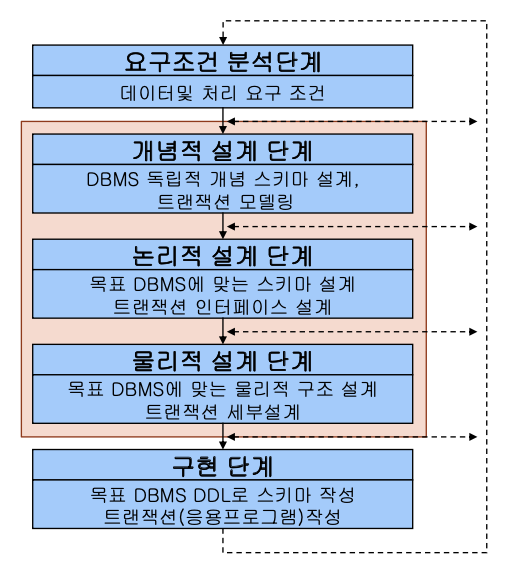 요구조건 분석단계
데이터및 처리 요구 조건
개념적 설계 단계
DBMS 독립적 개념 스키마 설계,
트랜잭션 모델링
논리적 설계 단계
목표 DBMS에 맞는 스키마 설계
트랜잭션 인터페이스 설계
물리적 설계 단계
목표 DBMS에 맞는 물리적 구조 설계
트랜잭션 세부설계
구현 단계
목표 DBMS DDL로 스키마 작성
트랜잭션(응용프로그램)작성